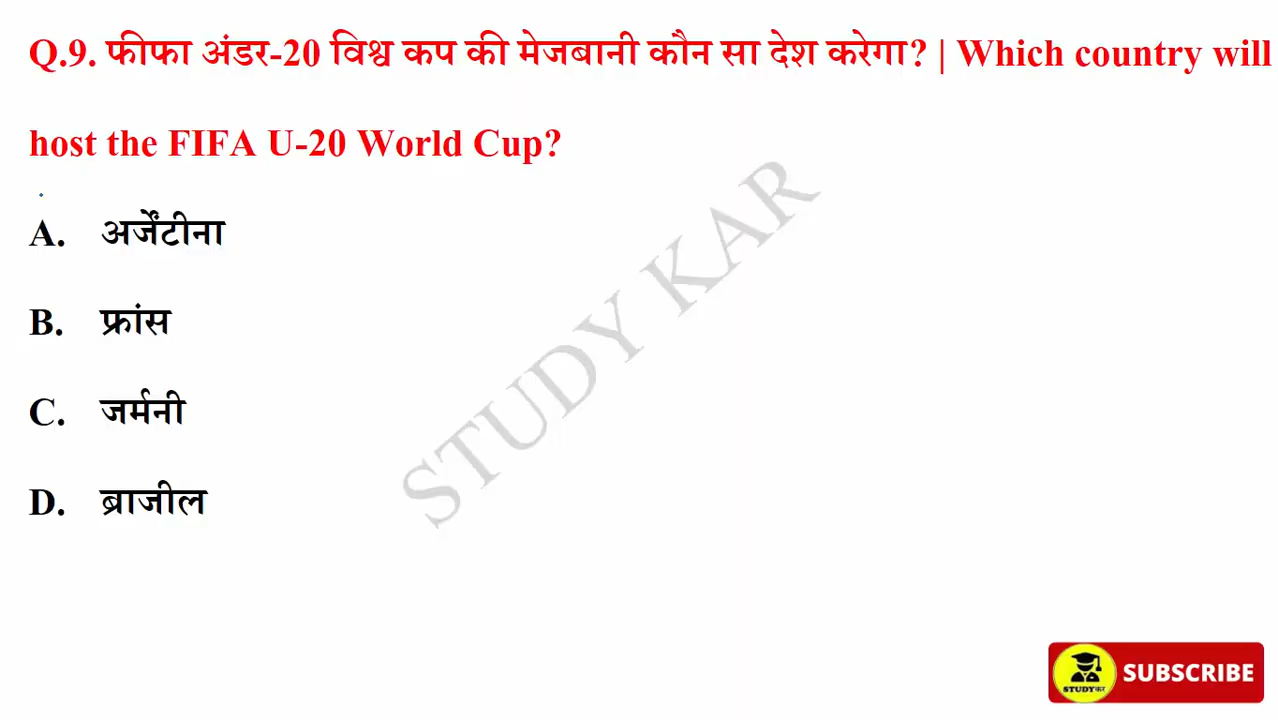 Q.9. फीफा अंडर-20 विश्व कप की मेजबानी कौन सा देश करेगा? | Which country will
host the FIFA U-20 World Cup?
A. अर्जेंटीना
B. फ्रांस
C. जर्मनी
D. ब्राजील
STUDY KAR
STUDYकर
SUBSCRIBE